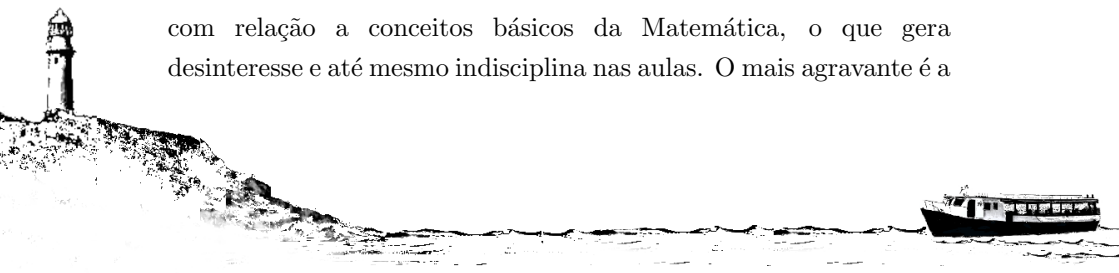 com relação a conceitos básicos da Matemática, o que gera
desinteresse e até mesmo indisciplina nas aulas. O mais agravante é a